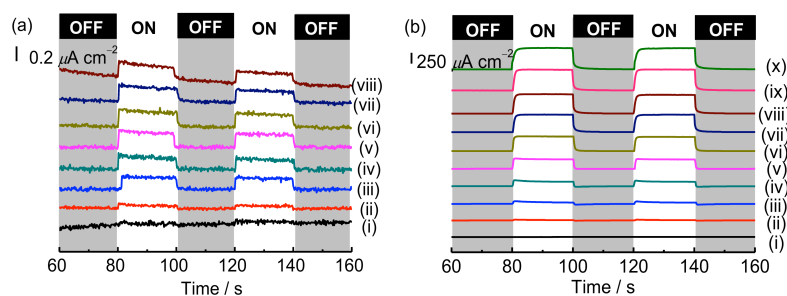 (a)
OFF ON OFF ON OFF
0.2 μA cm⁻²
(viii)
(vii)
(vi)
(v)
(iv)
(iii)
(ii)
(i)
60 80 100 120 140 160
Time / s
(b)
OFF ON OFF ON OFF
250 μA cm⁻²
(x)
(ix)
(viii)
(vii)
(vi)
(v)
(iv)
(iii)
(ii)
(i)
60 80 100 120 140 160
Time / s